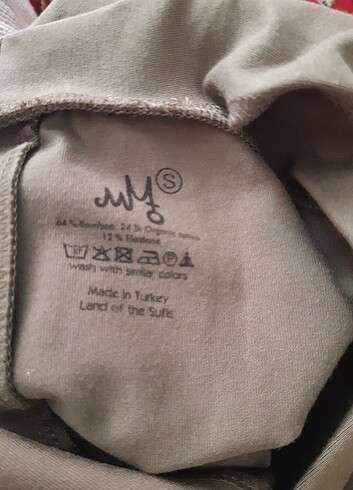 S
64 % Bamboo 24 % Organic cotton
12 % Elastane
wash with similar colors
Made in Turkey
Land of the Sufis